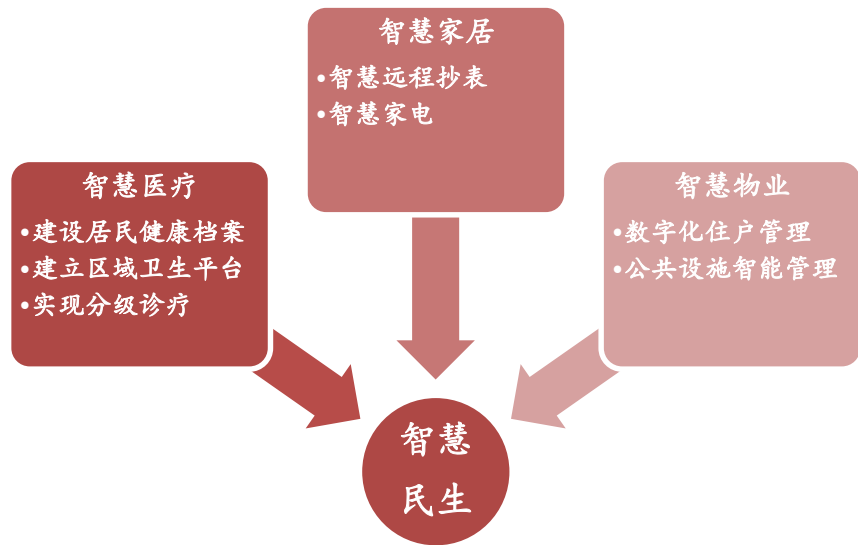 智慧家居
•智慧远程抄表
•智慧家电
智慧医疗
•建设居民健康档案
•建立区域卫生平台
•实现分级诊疗
智慧物业
•数字化住户管理
•公共设施智能管理
智慧
民生